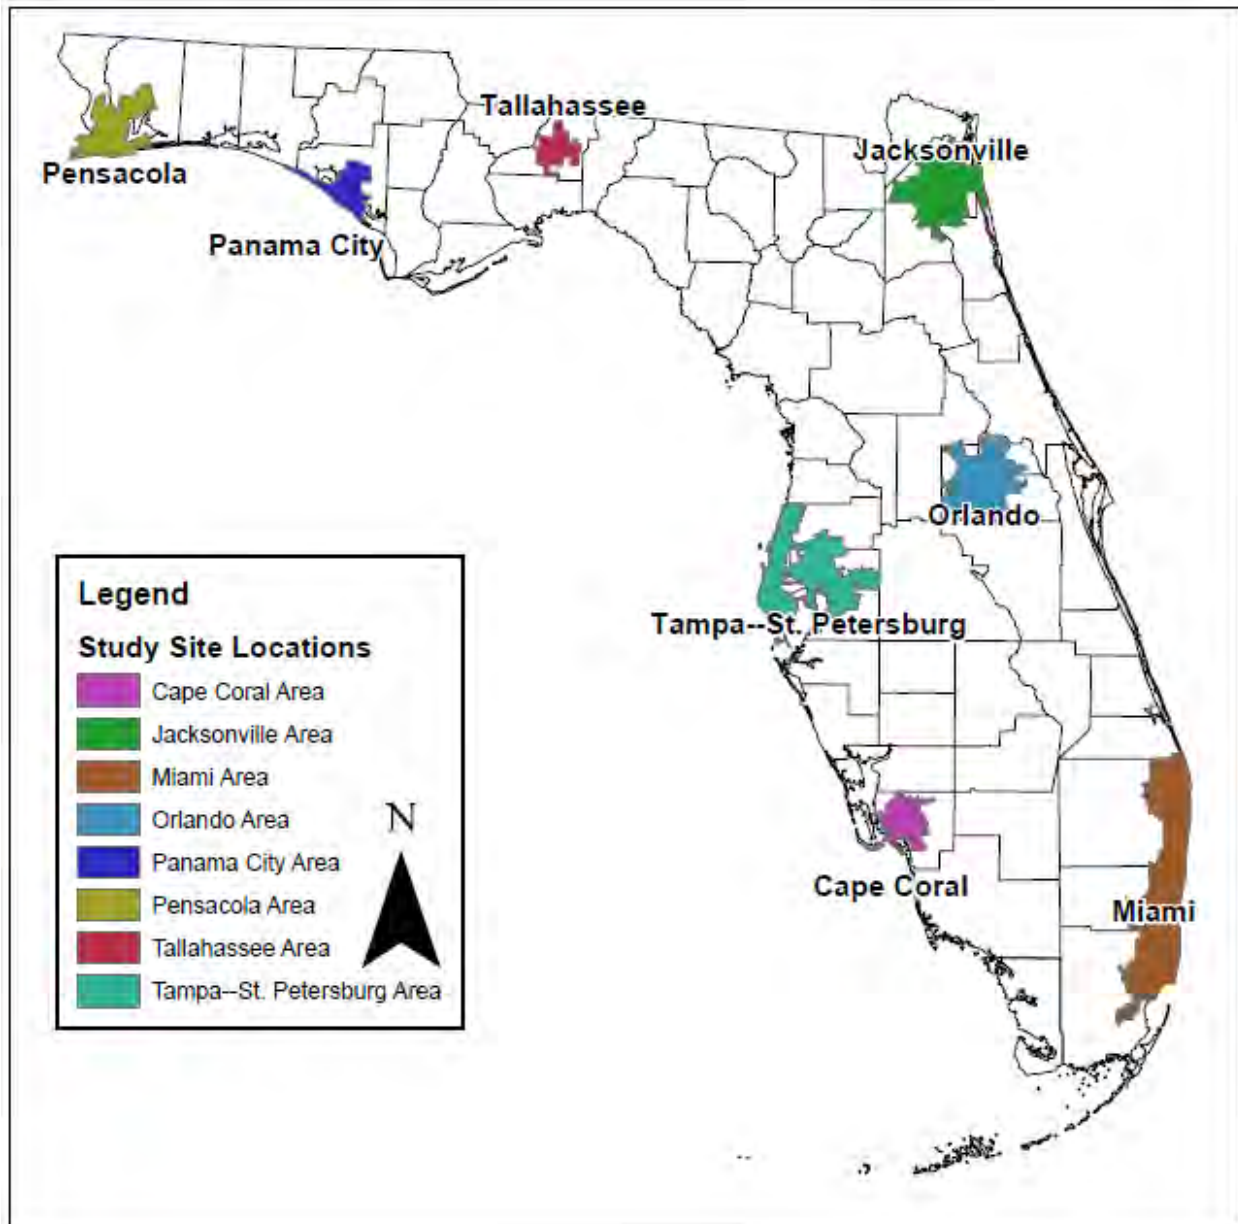 Tallahassee
Jacksonville
Pensacola
Panama City
Orlando
Tampa--St. Petersburg
Cape Coral
Miami
Legend
Study Site Locations
Cape Coral Area
Jacksonville Area
Miami Area
Orlando Area
Panama City Area
Pensacola Area
Tallahassee Area
Tampa--St. Petersburg Area
N